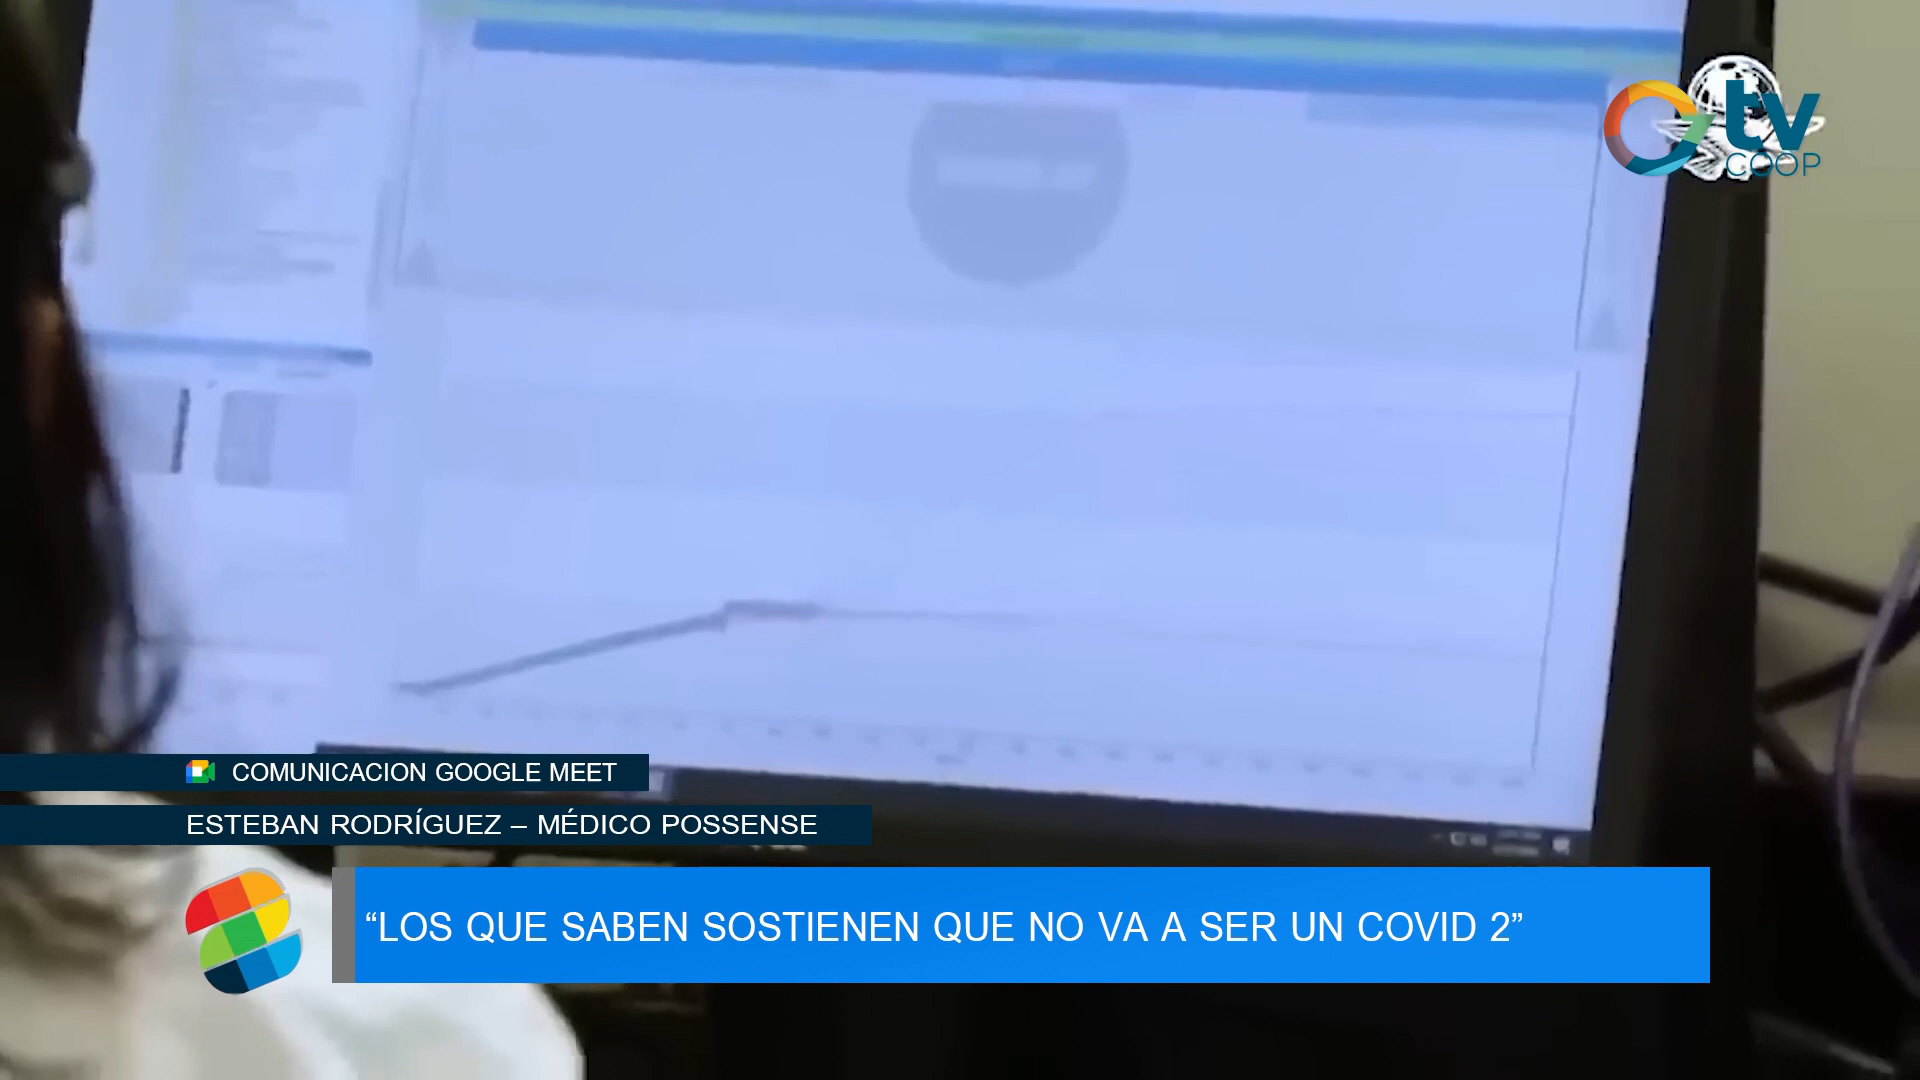 tv
COOP
COMUNICACION GOOGLE MEET
ESTEBAN RODRÍGUEZ – MÉDICO POSSENSE
“LOS QUE SABEN SOSTIENEN QUE NO VA A SER UN COVID 2”